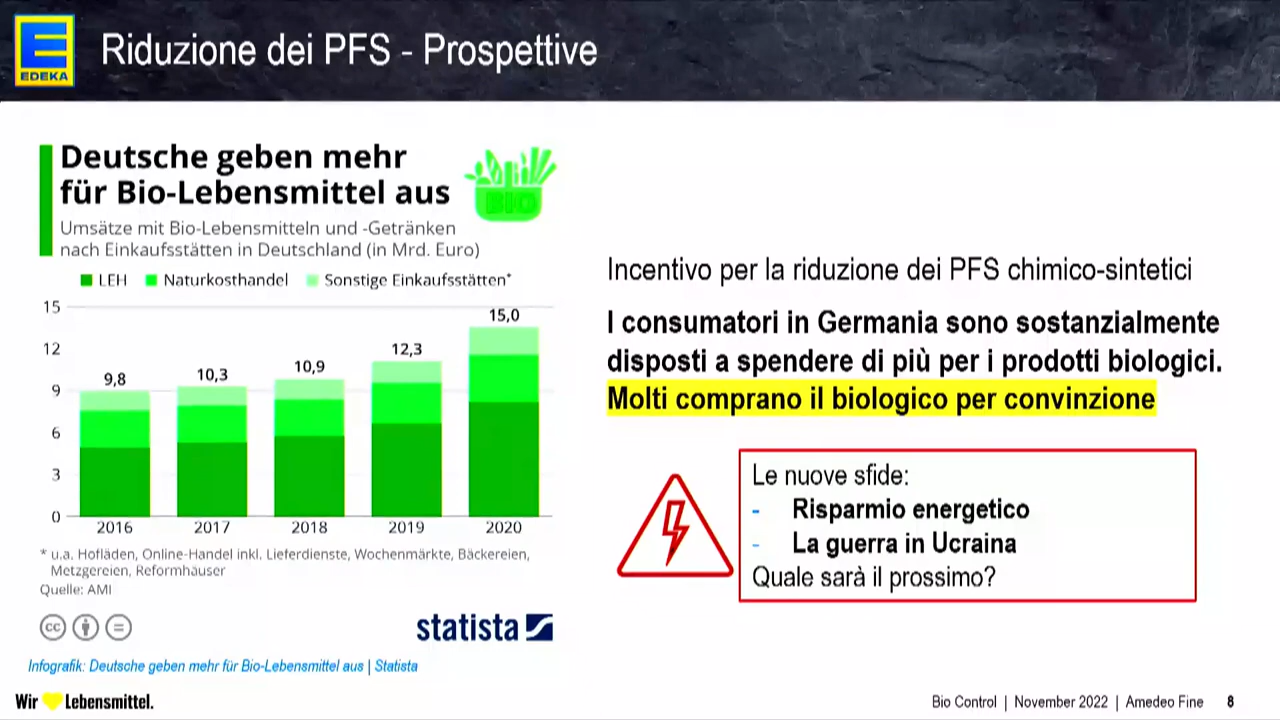 EDEKA
Riduzione dei PFS - Prospettive
Deutsche geben mehr
für Bio-Lebensmittel aus
BIO
Umsätze mit Bio-Lebensmitteln und -Getränken
nach Einkaufsstätten in Deutschland (in Mrd. Euro)
LEH Naturkosthandel Sonstige Einkaufsstätten*
15
12
9
6
3
0
9,8
10,3
10,9
12,3
15,0
2016 2017 2018 2019 2020
* u.a. Hofläden, Online-Handel inkl. Lieferdienste, Wochenmärkte, Bäckereien,
Metzgereien, Reformhäuser
Quelle: AMI
cc
statista
Infografik: Deutsche geben mehr für Bio-Lebensmittel aus | Statista
Incentivo per la riduzione dei PFS chimico-sintetici
I consumatori in Germania sono sostanzialmente
disposti a spendere di più per i prodotti biologici.
Molti comprano il biologico per convinzione
Le nuove sfide:
- Risparmio energetico
- La guerra in Ucraina
Quale sarà il prossimo?
Wir Lebensmittel.
Bio Control | November 2022 | Amedeo Fine 8